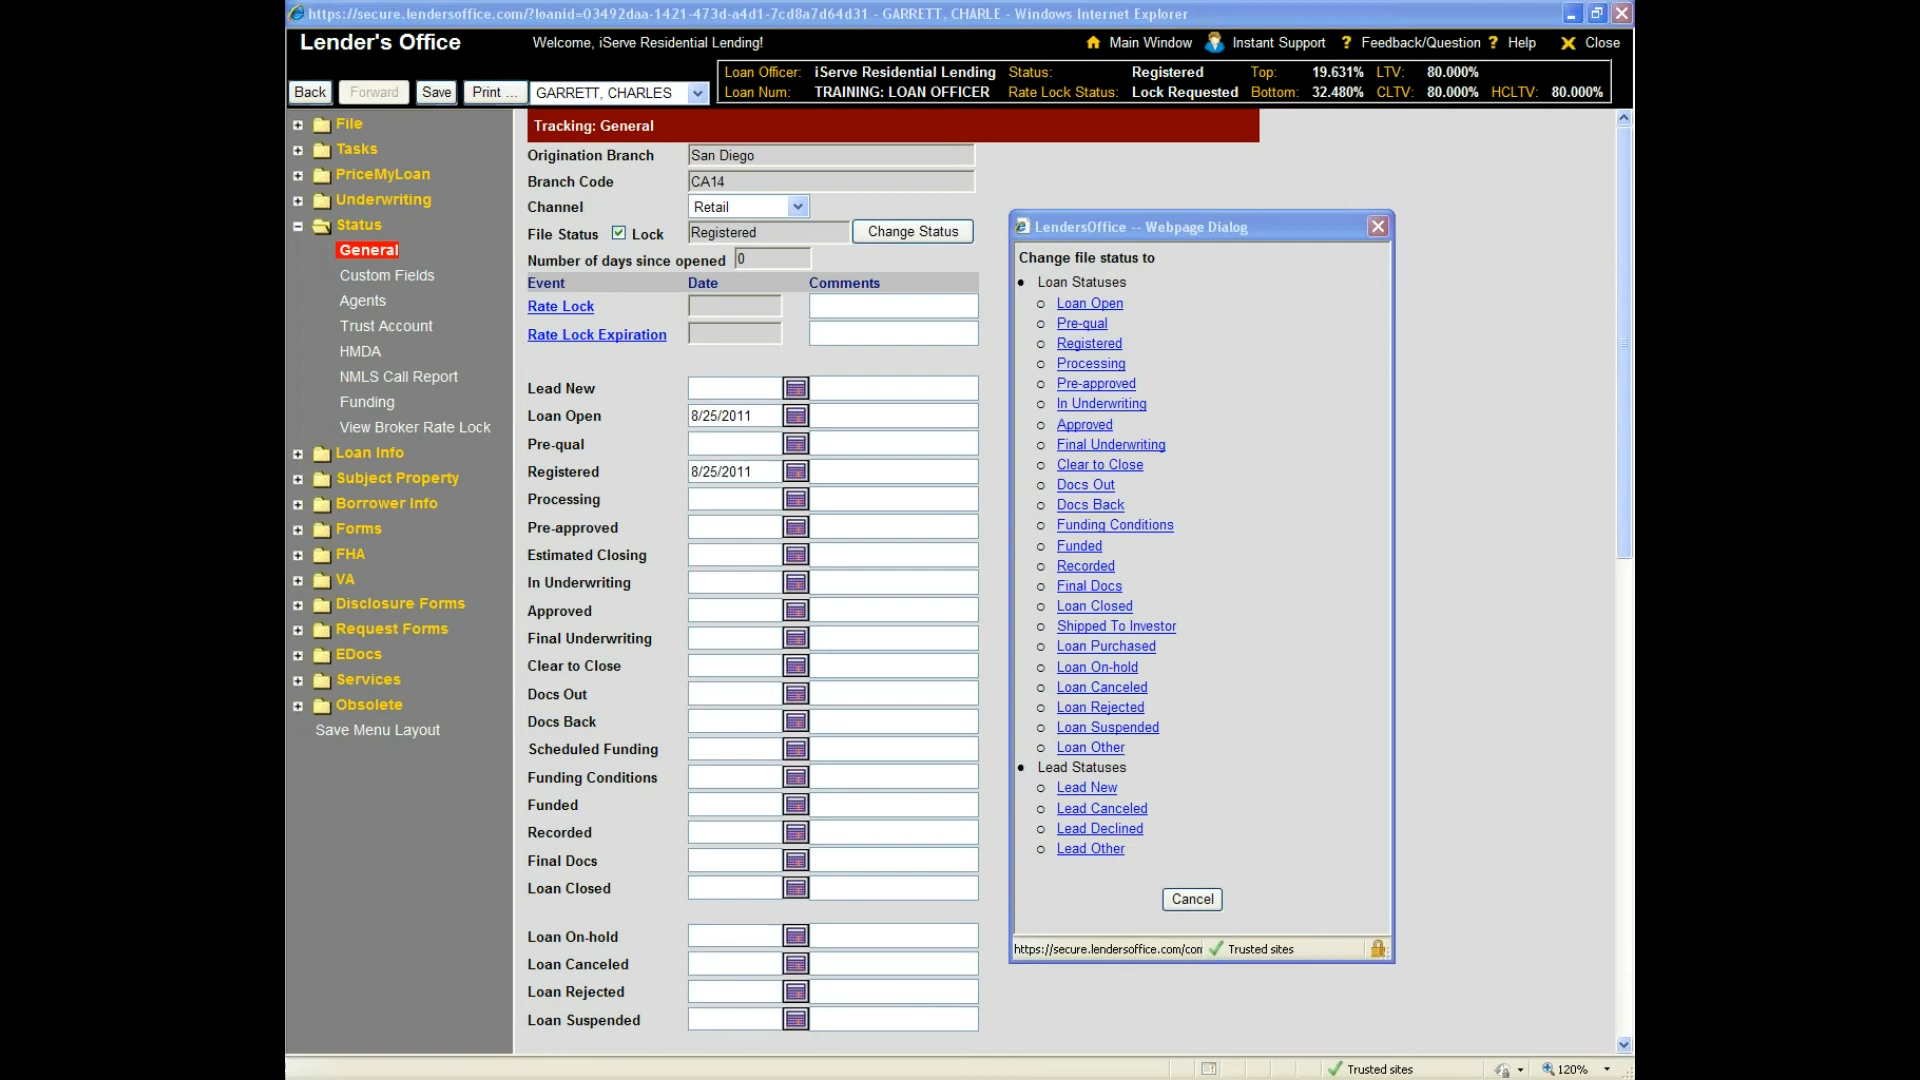 https://secure.lendersoffice.com/?loanid=03492daa-1421-473d-a4d1-7cd8a7d64d31 - GARRETT, CHARLE - Windows Internet Explorer
Lender's Office
Welcome, iServe Residential Lending!
Main Window
Instant Support
? Feedback/Question
? Help
Close
Back
Forward
Save
Print ...
GARRETT, CHARLES
Loan Officer: iServe Residential Lending Status: Registered Top: 19.631% LTV: 80.000%
Loan Num: TRAINING: LOAN OFFICER Rate Lock Status: Lock Requested Bottom: 32.480% CLTV: 80.000% HCLTV: 80.000%
File
Tasks
PriceMyLoan
Underwriting
Status
General
Custom Fields
Agents
Trust Account
HMDA
NMLS Call Report
Funding
View Broker Rate Lock
Loan Info
Subject Property
Borrower Info
Forms
FHA
VA
Disclosure Forms
Request Forms
EDocs
Services
Obsolete
Save Menu Layout
Tracking: General
Origination Branch San Diego
Branch Code CA14
Channel Retail
File Status Lock Registered Change Status
Number of days since opened 0
Event Date Comments
Rate Lock
Rate Lock Expiration
Lead New
Loan Open 8/25/2011
Pre-qual
Registered 8/25/2011
Processing
Pre-approved
Estimated Closing
In Underwriting
Approved
Final Underwriting
Clear to Close
Docs Out
Docs Back
Scheduled Funding
Funding Conditions
Funded
Recorded
Final Docs
Loan Closed
Loan On-hold
Loan Canceled
Loan Rejected
Loan Suspended
LendersOffice -- Webpage Dialog
Change file status to
Loan Statuses
Loan Open
Pre-qual
Registered
Processing
Pre-approved
In Underwriting
Approved
Final Underwriting
Clear to Close
Docs Out
Docs Back
Funding Conditions
Funded
Recorded
Final Docs
Loan Closed
Shipped To Investor
Loan Purchased
Loan On-hold
Loan Canceled
Loan Rejected
Loan Suspended
Loan Other
Lead Statuses
Lead New
Lead Canceled
Lead Declined
Lead Other
Cancel
https://secure.lendersoffice.com/con Trusted sites
Trusted sites
120%